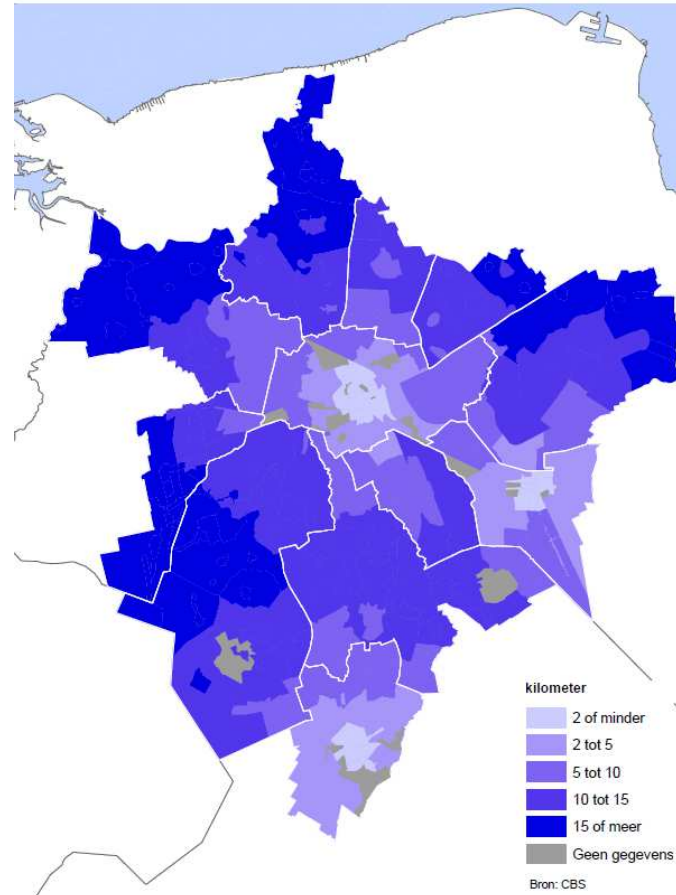 kilometer
2 of minder
2 tot 5
5 tot 10
10 tot 15
15 of meer
Geen gegevens
Bron: CBS